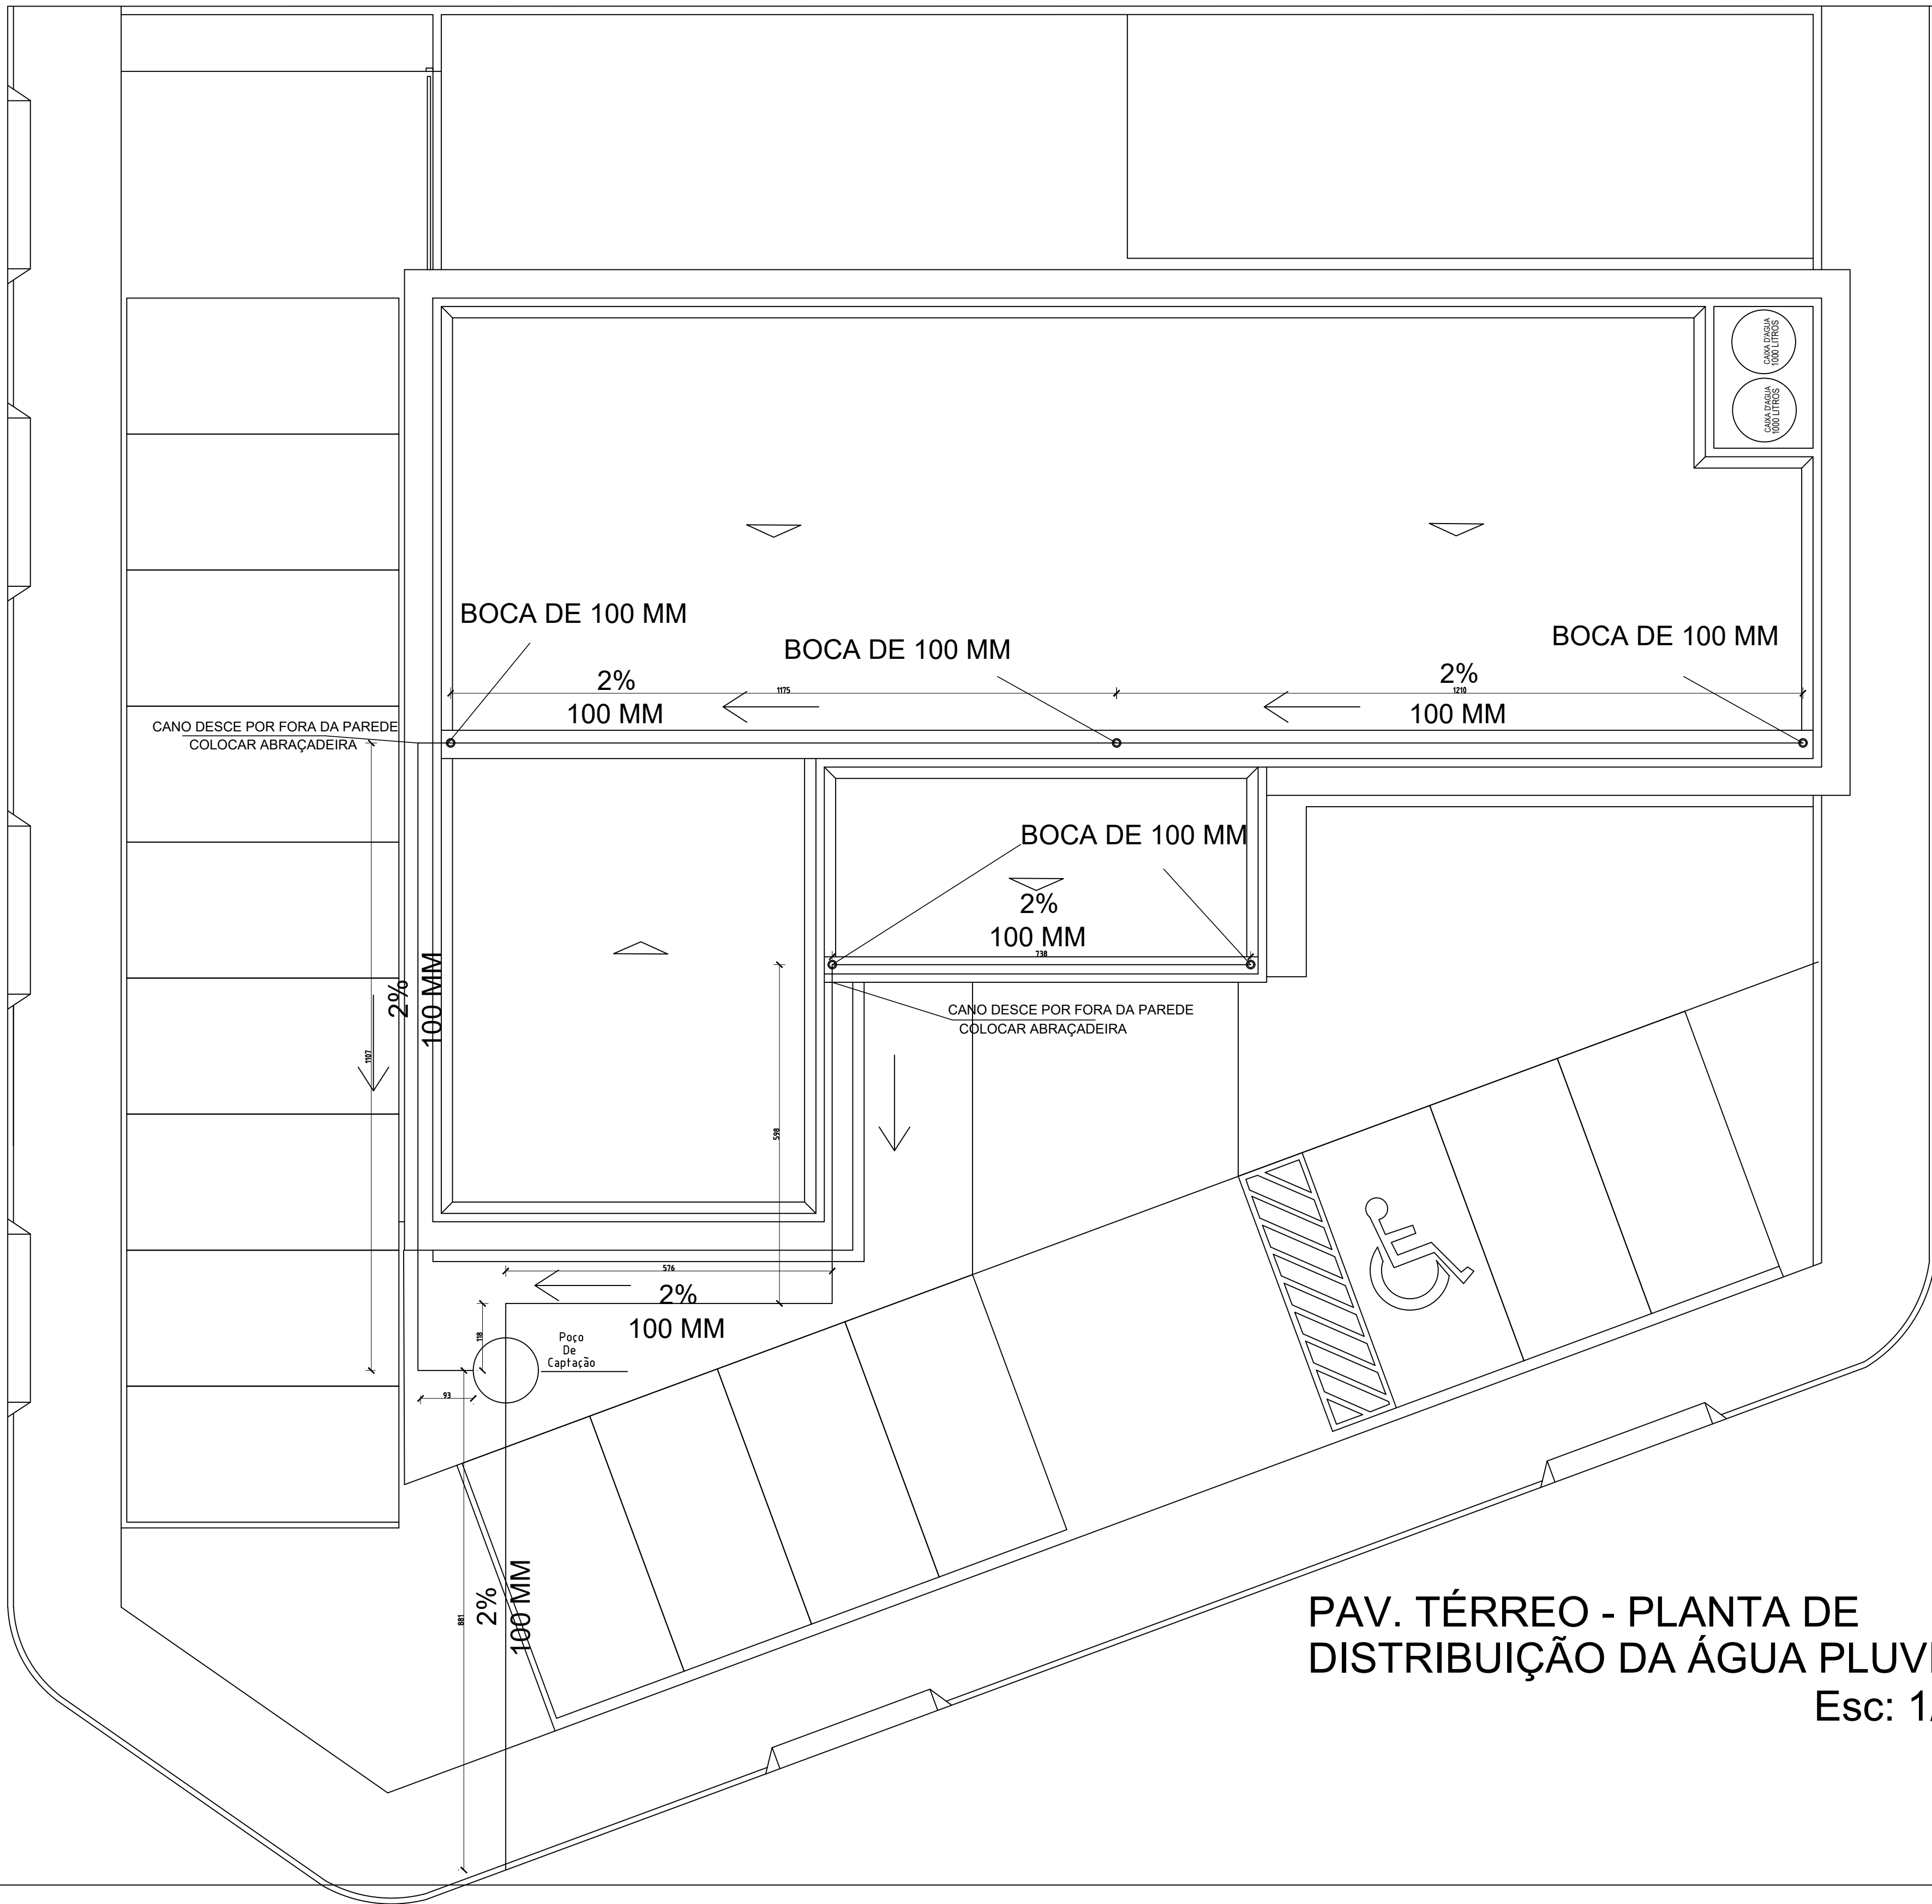 CAIXA D'AGUA
1000 LITROS
CAIXA D'AGUA
1000 LITROS
BOCA DE 100 MM
BOCA DE 100 MM
BOCA DE 100 MM
2%
1175
100 MM
2%
1210
100 MM
CANO DESCE POR FORA DA PAREDE
COLOCAR ABRAÇADEIRA
BOCA DE 100 MM
2%
100 MM
738
2%
100 MM
1107
CANO DESCE POR FORA DA PAREDE
COLOCAR ABRAÇADEIRA
598
576
2%
100 MM
118
Poço
De
Captação
93
881
2%
100 MM
PAV. TÉRREO - PLANTA DE
DISTRIBUIÇÃO DA ÁGUA PLUVI
Esc: 1/